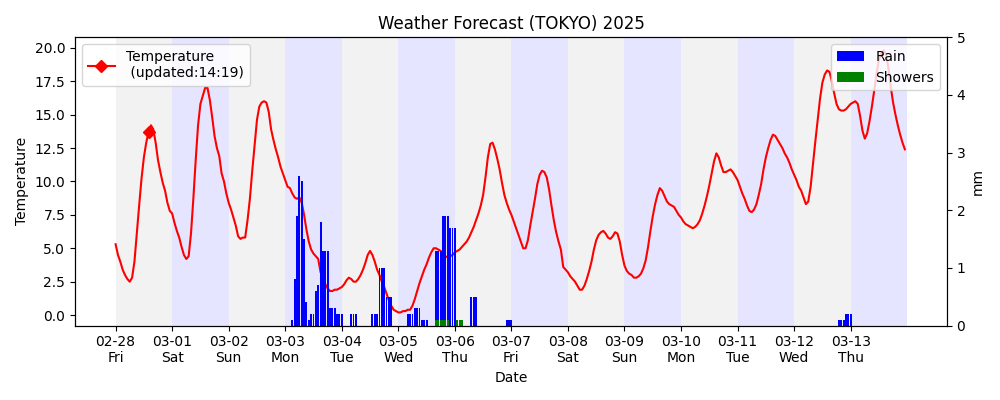 Weather Forecast (TOKYO) 2025
Temperature
(updated:14:19)
Rain
Showers
Temperature
20.0
17.5
15.0
12.5
10.0
7.5
5.0
2.5
0.0
5
4
3
2
1
0
mm
02-28 03-01 03-02 03-03 03-04 03-05 03-06 03-07 03-08 03-09 03-10 03-11 03-12 03-13
Fri Sat Sun Mon Tue Wed Thu Fri Sat Sun Mon Tue Wed Thu
Date